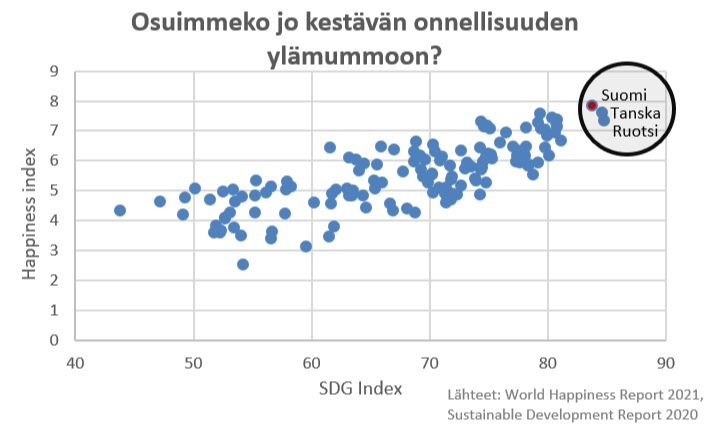 Osuimmeko jo kestävän onnellisuuden
ylämummoon?
9
8
7
6
5
4
3
2
1
0
Happiness index
Suomi
Tanska
Ruotsi
40 50 60 70 80 90
SDG Index
Lähteet: World Happiness Report 2021,
Sustainable Development Report 2020